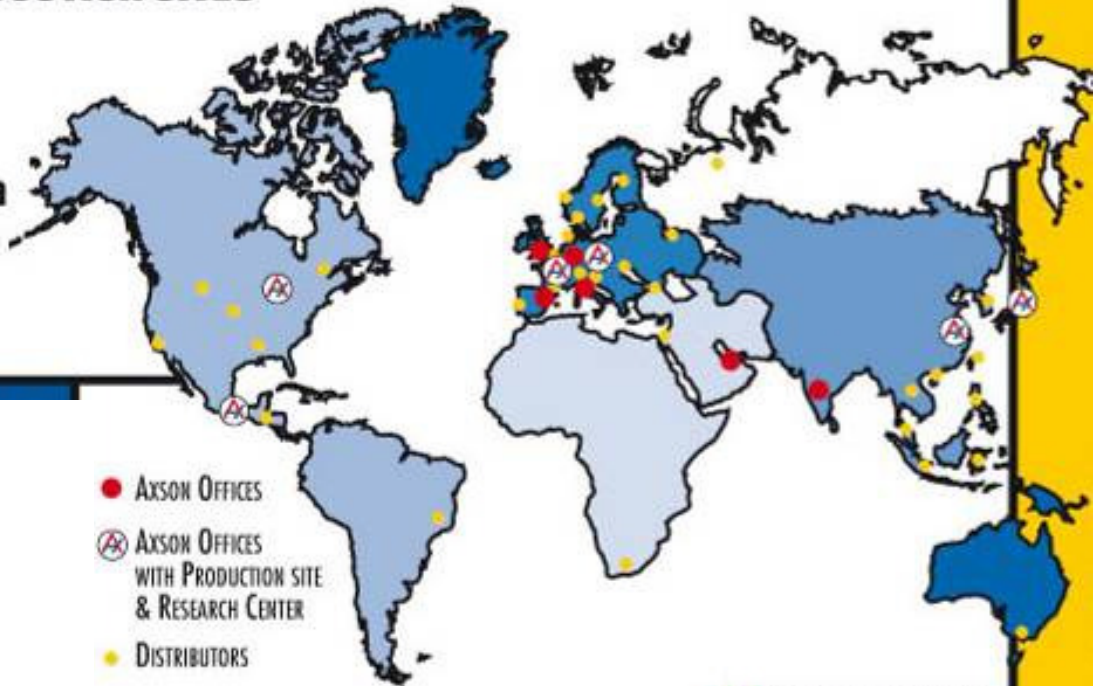 Axson Offices
Axson Offices
with Production site
& Research Center
Distributors